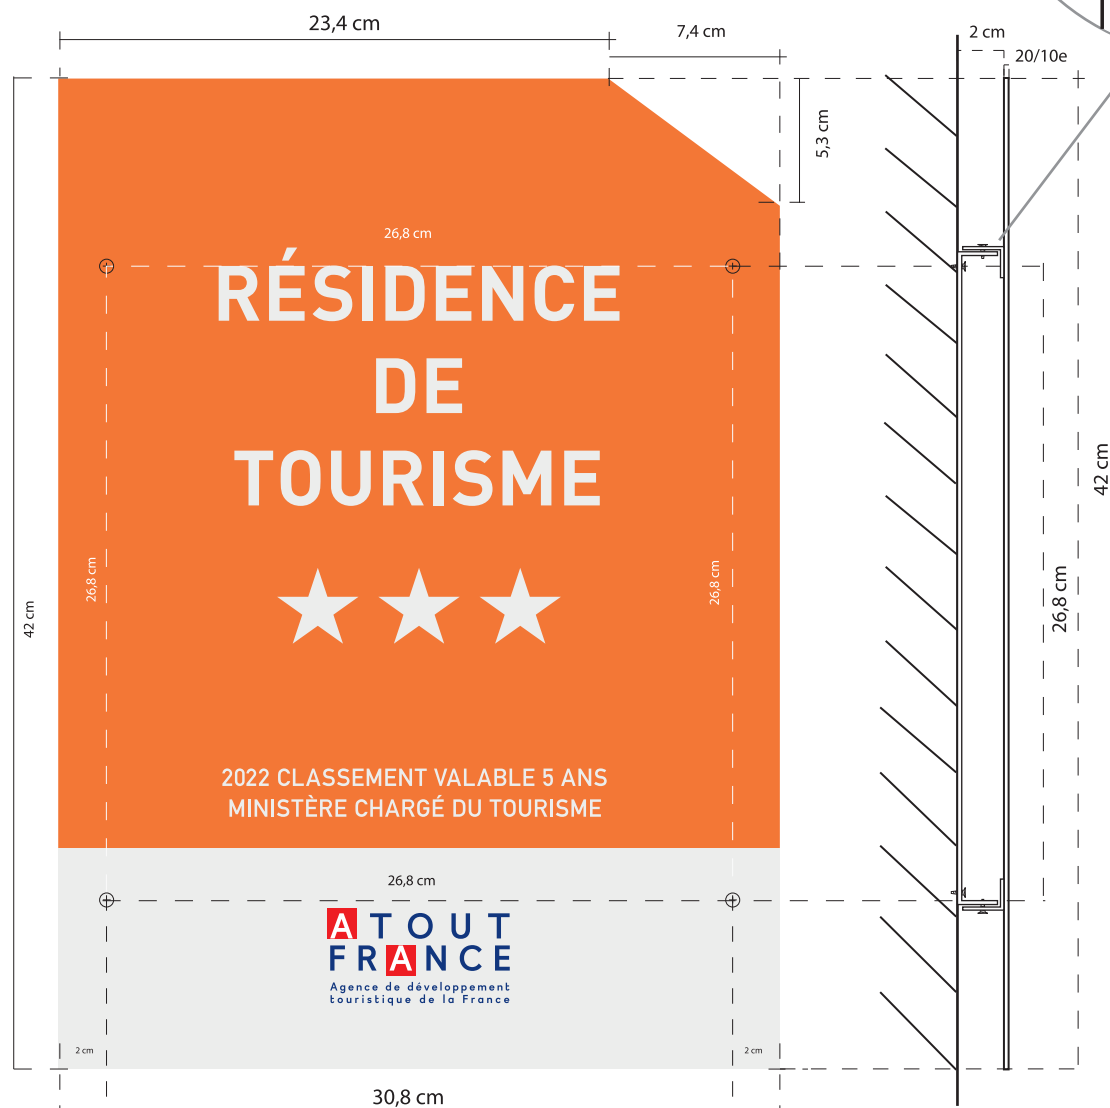 23,4 cm
7,4 cm
2 cm
20/10e
5,3 cm
26,8 cm
RÉSIDENCE
DE
TOURISME
26,8 cm
26,8 cm
42 cm
26,8 cm
42 cm
2022 CLASSEMENT VALABLE 5 ANS
MINISTÈRE CHARGÉ DU TOURISME
26,8 cm
ATOUT
FRANCE
Agence de développement
touristique de la France
2 cm
2 cm
30,8 cm